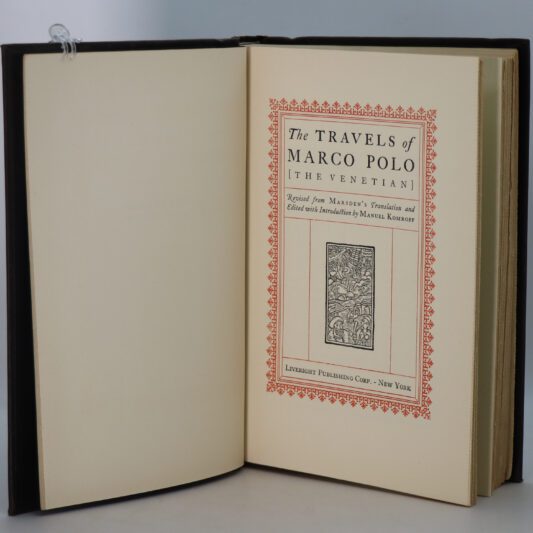 The TRAVELS of
MARCO POLO
[THE VENETIAN]
Revised from MARSDEN'S Translation and
Edited with Introduction by MANUEL KOMROFF
LIVERIGHT PUBLISHING CORP. - NEW YORK